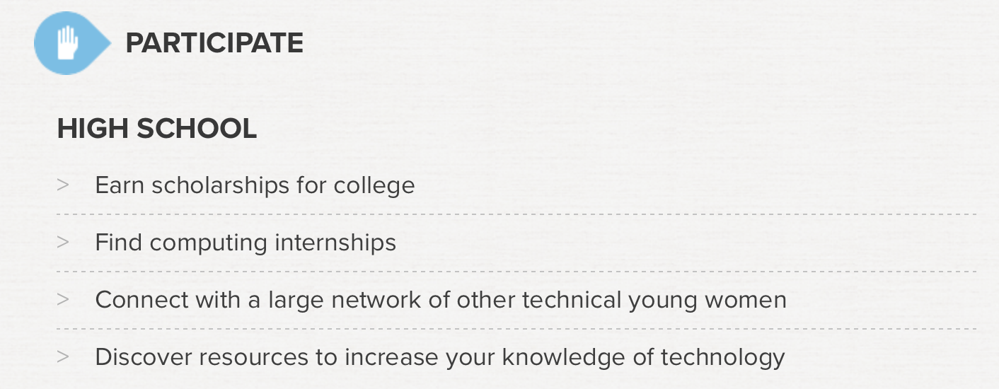 PARTICIPATE
HIGH SCHOOL
> Earn scholarships for college
> Find computing internships
> Connect with a large network of other technical young women
> Discover resources to increase your knowledge of technology